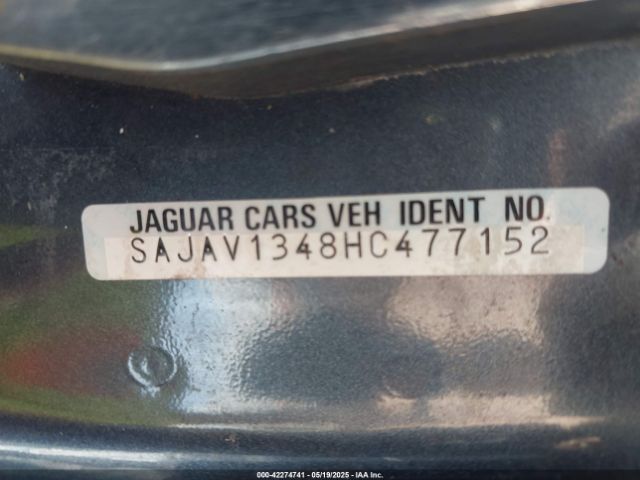 JAGUAR CARS VEH IDENT NO.
SAJAV1348HC477152
000-42274741 - 05/19/2025 - IAA Inc.